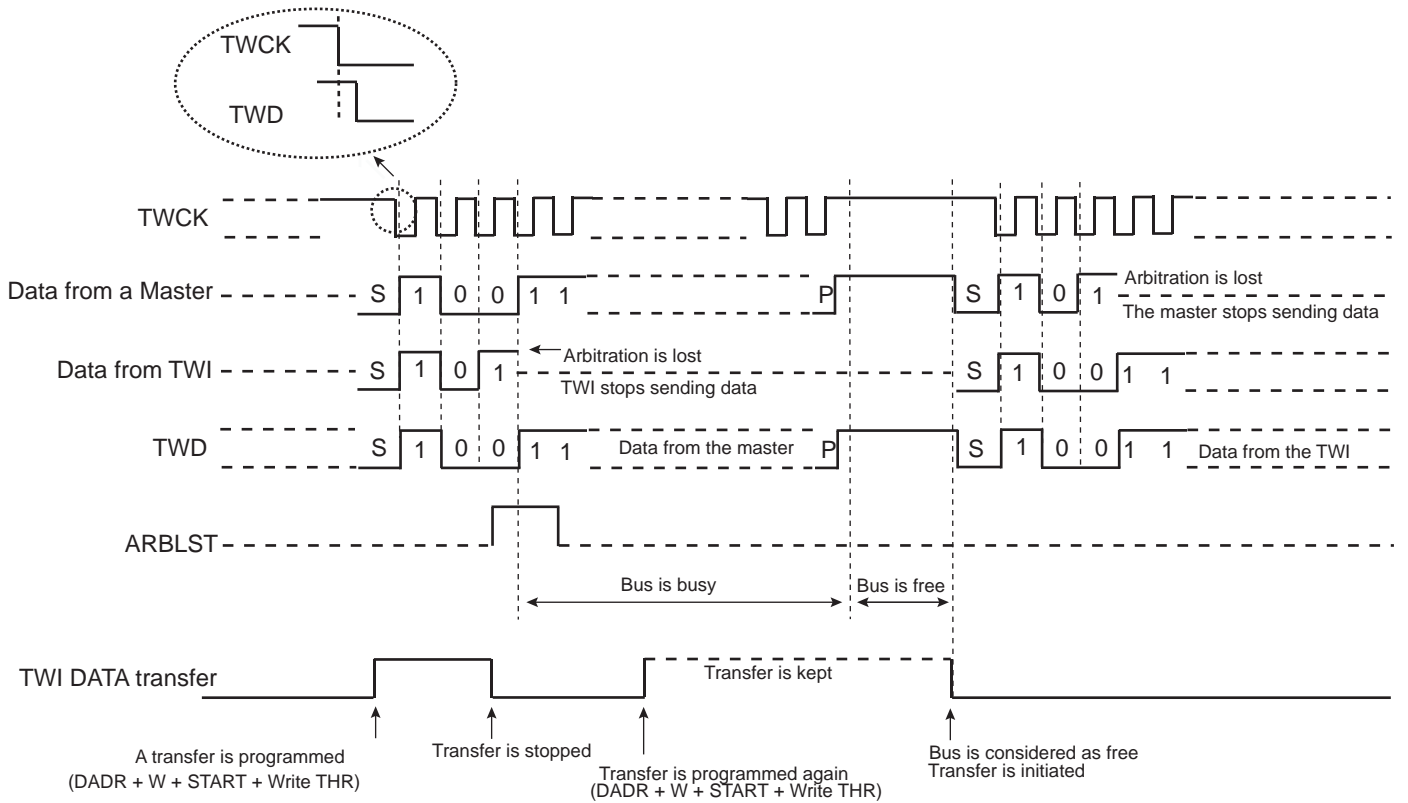 TWCK
TWD
TWCK
Data from a Master S 1 0 0 1 1 P S 1 0 1 Arbitration is lost
The master stops sending data
Data from TWI S 1 0 1 Arbitration is lost S 1 0 0 1 1
TWI stops sending data
TWD S 1 0 0 1 1 Data from the master P S 1 0 0 1 1 Data from the TWI
ARBLST
Bus is busy Bus is free
TWI DATA transfer Transfer is kept
A transfer is programmed
(DADR + W + START + Write THR)
Transfer is stopped
Transfer is programmed again
(DADR + W + START + Write THR)
Bus is considered as free
Transfer is initiated